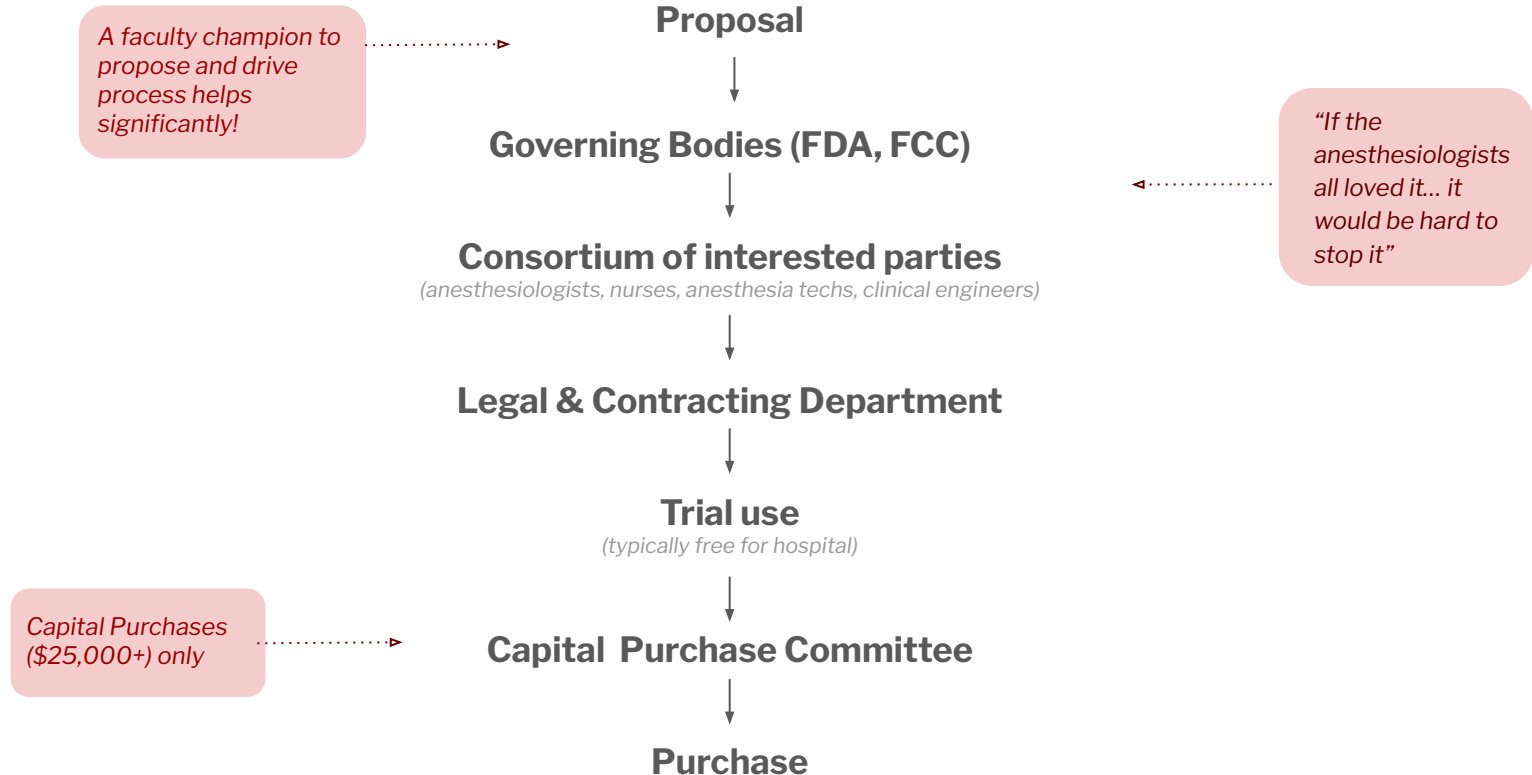 Proposal
A faculty champion to
propose and drive
process helps
significantly!
Governing Bodies (FDA, FCC)
“If the
anesthesiologists
all loved it... it
would be hard to
stop it”
Consortium of interested parties
(anesthesiologists, nurses, anesthesia techs, clinical engineers)
Legal & Contracting Department
Trial use
(typically free for hospital)
Capital Purchases
($25,000+) only
Capital  Purchase Committee
Purchase